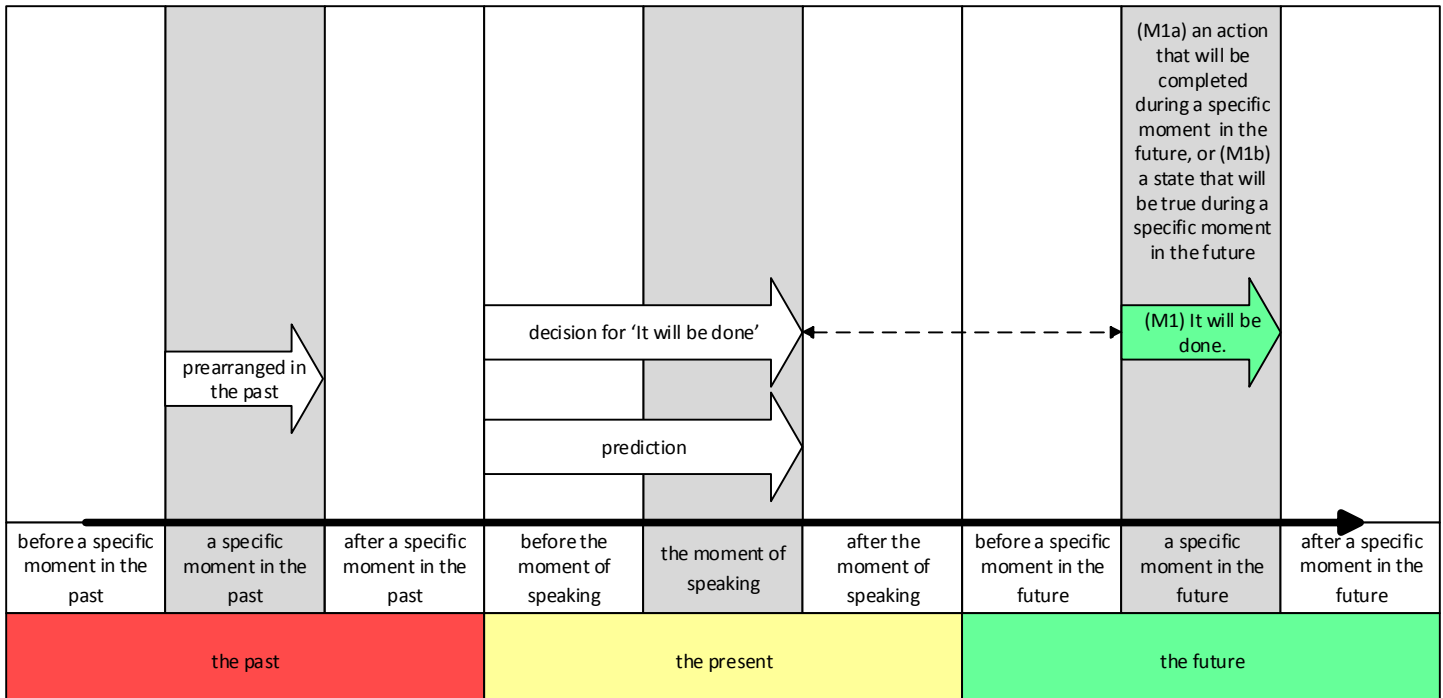 (M1a) an action
that will be
completed
during a specific
moment in the
future, or (M1b)
a state that will
be true during a
specific moment
in the future
decision for 'It will be done'
(M1) It will be
done.
prearranged in
the past
prediction
before a specific
moment in the
past
a specific
moment in the
past
after a specific
moment in the
past
before the
moment of
speaking
the moment of
speaking
after the
moment of
speaking
before a specific
moment in the
future
a specific
moment in the
future
after a specific
moment in the
future
the past
the present
the future